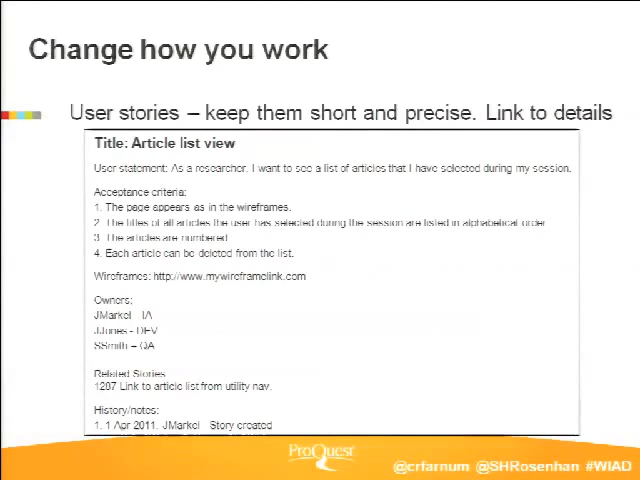 Change how you work
User stories – keep them short and precise. Link to details
Title: Article list view
User statement: As a researcher, I want to see a list of articles that I have selected during my session.
Acceptance criteria:
1. The page appears as in the wireframes.
2. The titles of all articles the user has selected during the session are listed in alphabetical order
3. The articles are numbered
4. Each article can be deleted from the list.
Wireframes: http://www.mywireframelink.com
Owners:
JMarkel – IA
JJones - DEV
SSmith – QA
Related Stories
1287 Link to article list from utility nav.
History/notes:
1. 1 Apr 2011, JMarkel - Story created
ProQuest
@crfarnum @SHRosenhan #WIAD